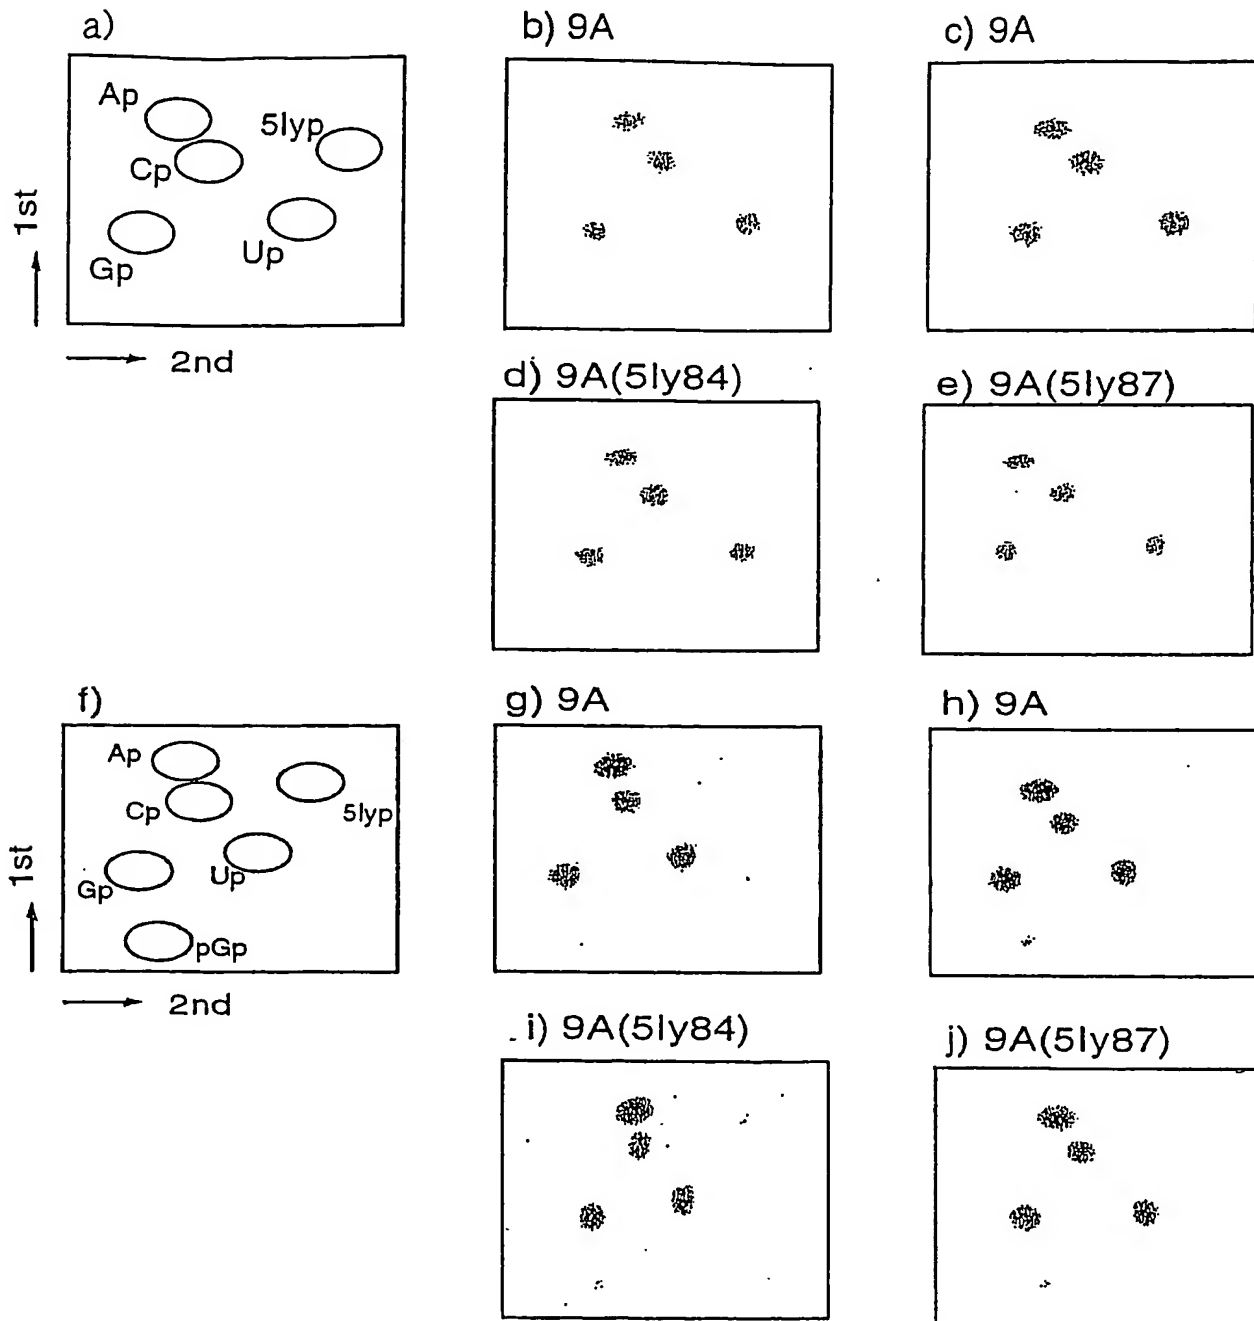 a)
b) 9A
c) 9A
Ap
5lyp
Cp
Gp
Up
1st
2nd
d) 9A(5ly84)
e) 9A(5ly87)
f)
g) 9A
h) 9A
Ap
Cp
5lyp
Gp
Up
pGp
1st
2nd
i) 9A(5ly84)
j) 9A(5ly87)